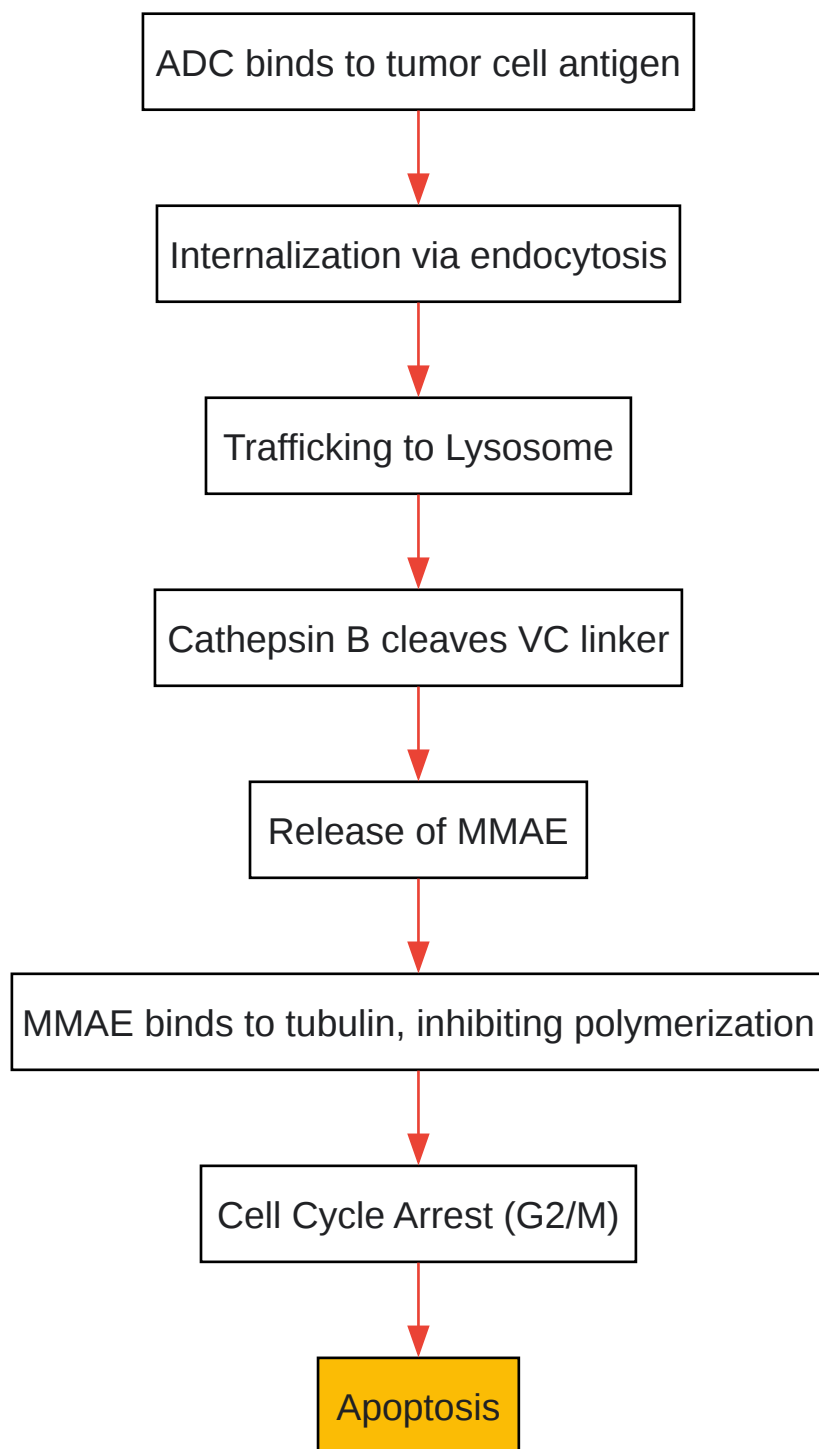 ADC binds to tumor cell antigen
Internalization via endocytosis
Trafficking to Lysosome
Cathepsin B cleaves VC linker
Release of MMAE
MMAE binds to tubulin, inhibiting polymerization
Cell Cycle Arrest (G2/M)
Apoptosis